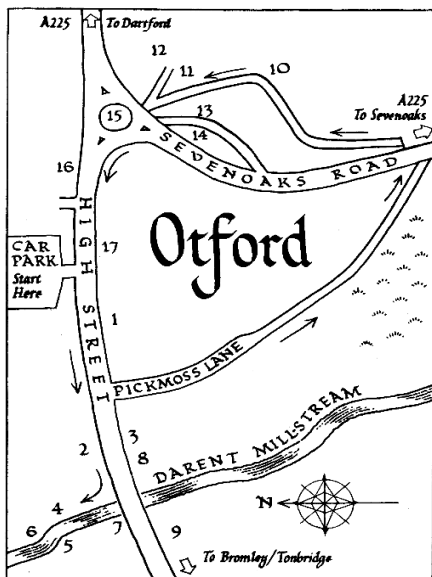 A225 To Dartford
12
11
10
A225
To
Sevenoaks
13
15
14
SEVENOAKS ROAD
16
HIGH STREET
17
Otford
CAR
PARK
Start
Here
1
PICKMOSS LANE
DARENT MILL-STREAM
2
3
8
4
N
6
5
7
9
To Bromley/Tonbridge